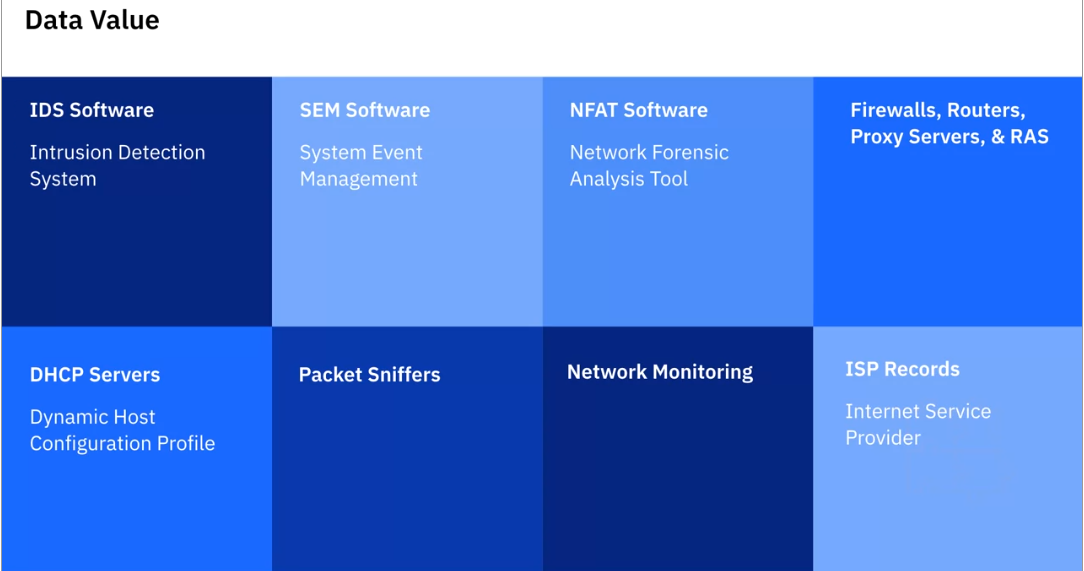 Data Value
IDS Software
Intrusion Detection
System
SEM Software
System Event
Management
NFAT Software
Network Forensic
Analysis Tool
Firewalls, Routers,
Proxy Servers, & RAS
DHCP Servers
Dynamic Host
Configuration Profile
Packet Sniffers
Network Monitoring
ISP Records
Internet Service
Provider